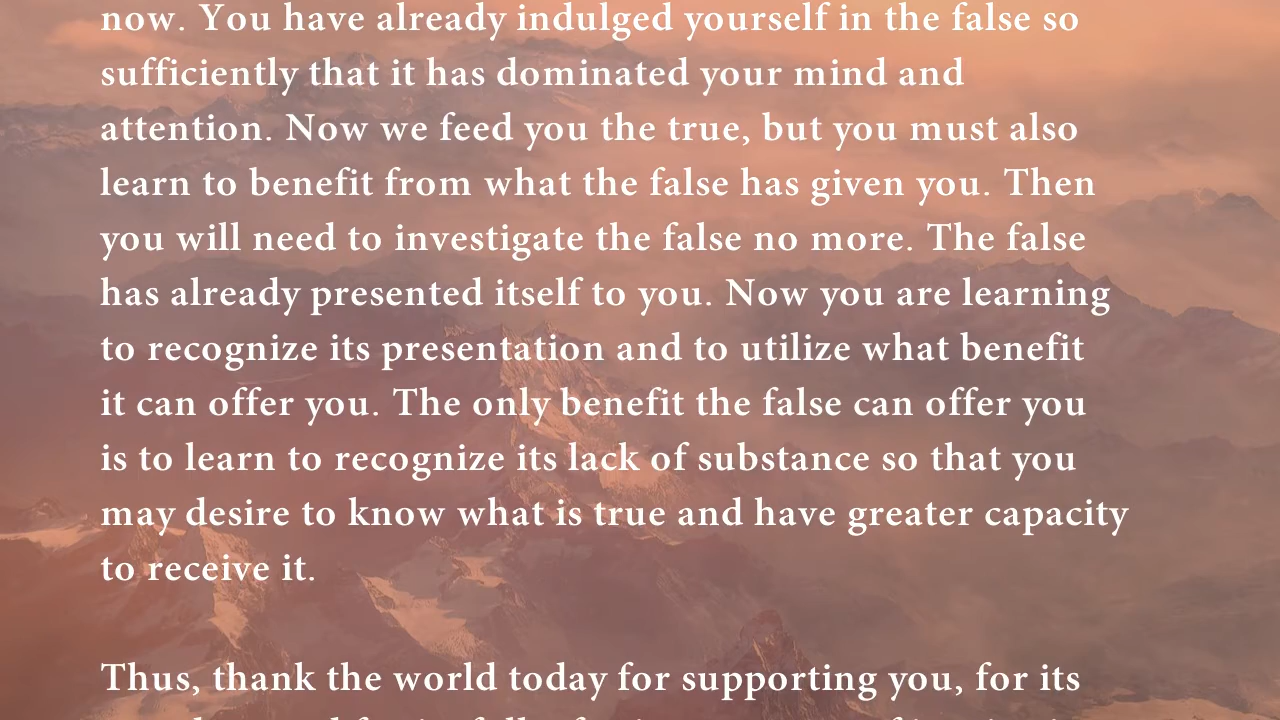 now. You have already indulged yourself in the false so
sufficiently that it has dominated your mind and
attention. Now we feed you the true, but you must also
learn to benefit from what the false has given you. Then
you will need to investigate the false no more. The false
has already presented itself to you. Now you are learning
to recognize its presentation and to utilize what benefit
it can offer you. The only benefit the false can offer you
is to learn to recognize its lack of substance so that you
may desire to know what is true and have greater capacity
to receive it.
Thus, thank the world today for supporting you, for its